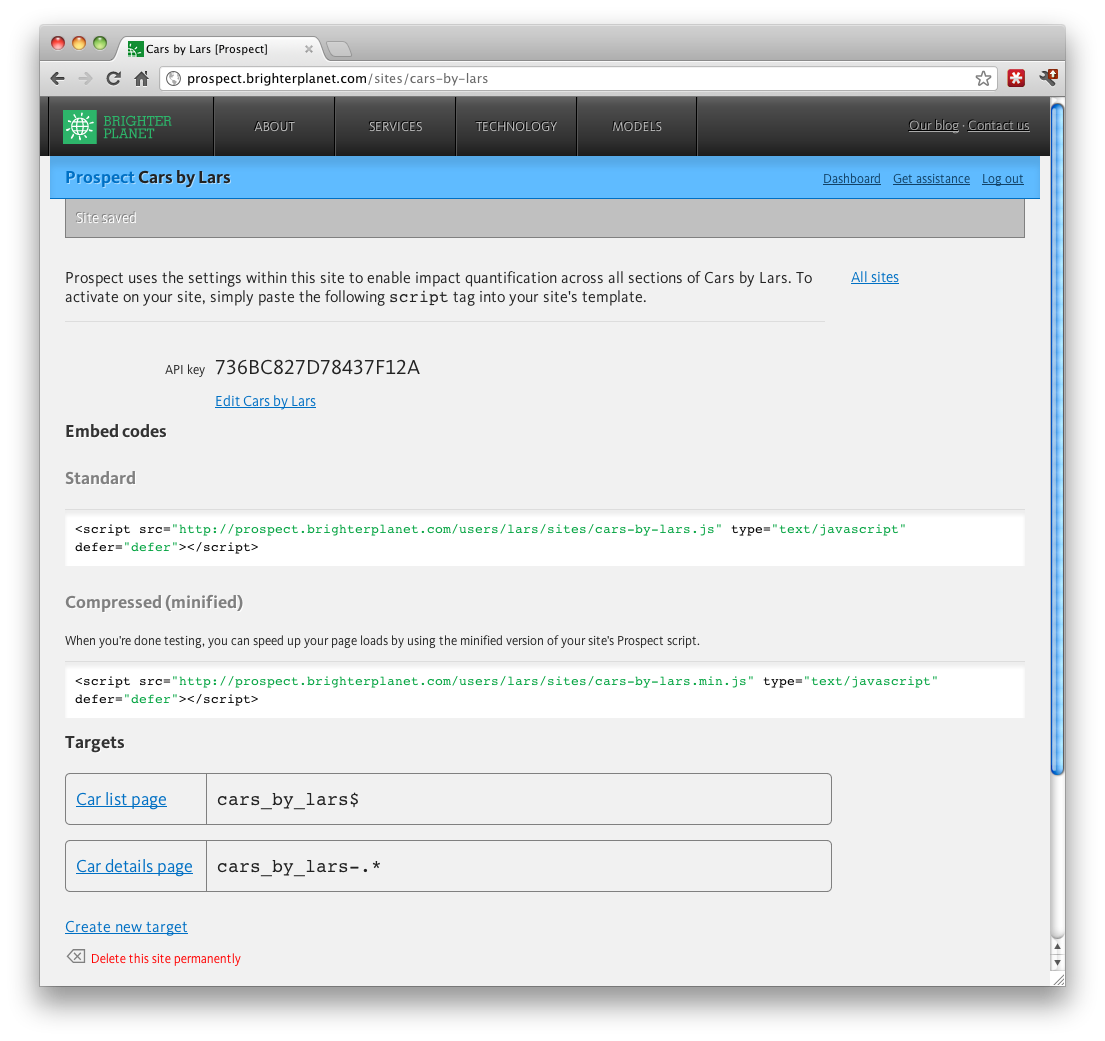 Cars by Lars [Prospect]
prospect.brighterplanet.com/sites/cars-by-lars
BRIGHTER
PLANET
ABOUT
SERVICES
TECHNOLOGY
MODELS
Our blog · Contact us
Prospect Cars by Lars
Dashboard
Get assistance
Log out
Site saved
Prospect uses the settings within this site to enable impact quantification across all sections of Cars by Lars. To
activate on your site, simply paste the following script tag into your site's template.
All sites
API key 736BC827D78437F12A
Edit Cars by Lars
Embed codes
Standard
<script src="http://prospect.brighterplanet.com/users/lars/sites/cars-by-lars.js" type="text/javascript"
defer="defer"></script>
Compressed (minified)
When you're done testing, you can speed up your page loads by using the minified version of your site's Prospect script.
<script src="http://prospect.brighterplanet.com/users/lars/sites/cars-by-lars.min.js" type="text/javascript"
defer="defer"></script>
Targets
Car list page
cars_by_lars$
Car details page
cars_by_lars-.*
Create new target
Delete this site permanently